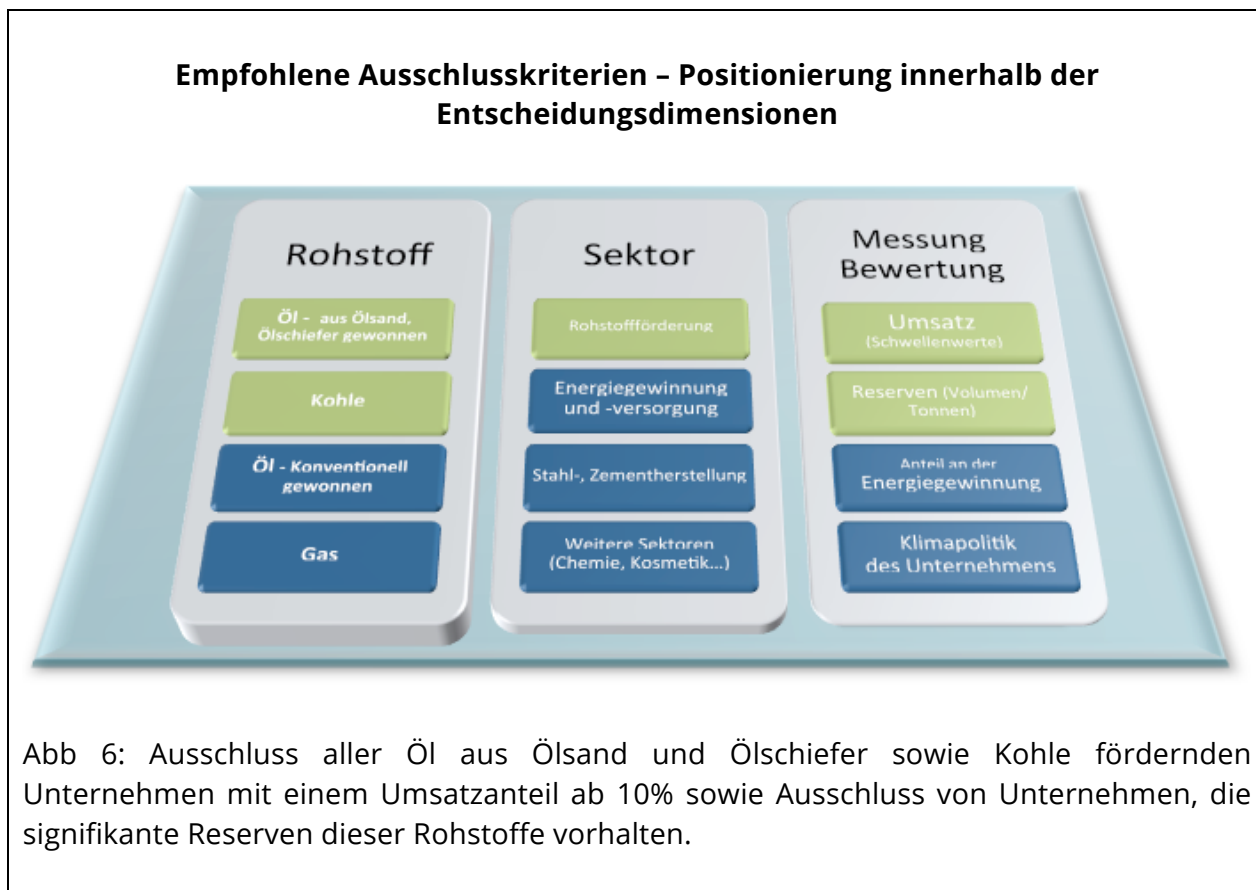 Empfohlene Ausschlusskriterien – Positionierung innerhalb der
Entscheidungsdimensionen
Rohstoff
Öl - aus Ölsand,
Ölschiefer gewonnen
Kohle
Öl - Konventionell
gewonnen
Gas
Sektor
Rohstoffförderung
Energiegewinnung
und -versorgung
Stahl-, Zementherstellung
Weitere Sektoren
(Chemie, Kosmetik...)
Messung
Bewertung
Umsatz
(Schwellenwerte)
Reserven (Volumen/
Tonnen)
Anteil an der
Energiegewinnung
Klimapolitik
des Unternehmens
Abb 6: Ausschluss aller Öl aus Ölsand und Ölschiefer sowie Kohle fördernden
Unternehmen mit einem Umsatzanteil ab 10% sowie Ausschluss von Unternehmen, die
signifikante Reserven dieser Rohstoffe vorhalten.